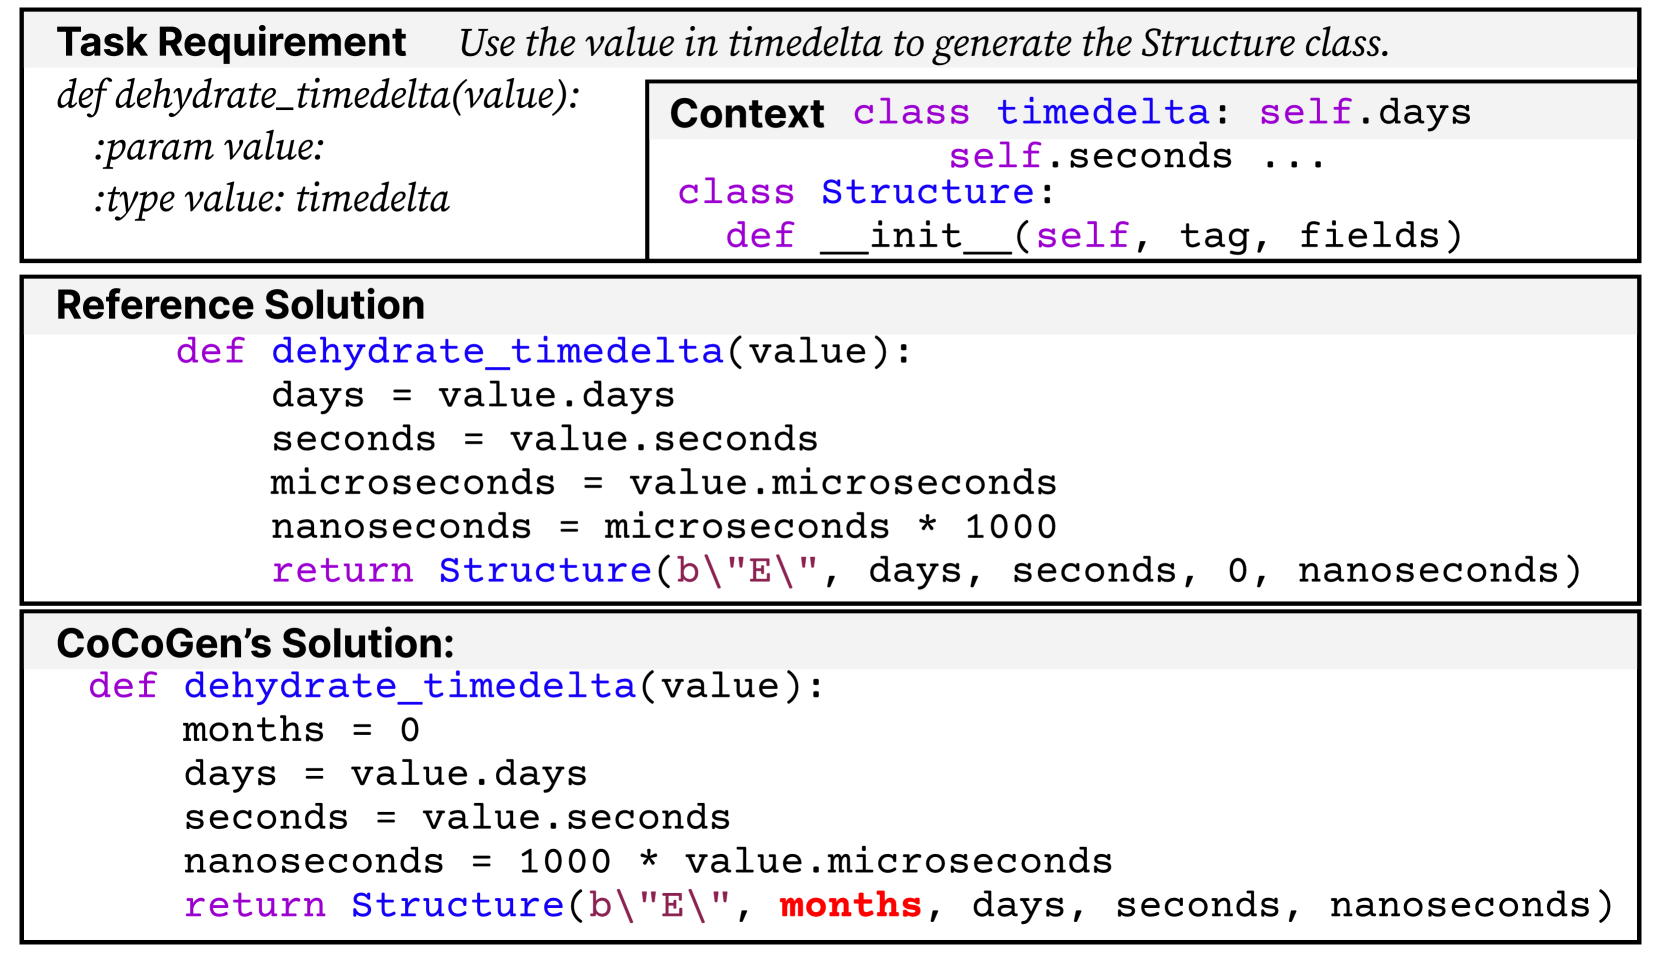 Task Requirement Use the value in timedelta to generate the Structure class.
def dehydrate_timedelta(value):
:param value:
:type value: timedelta
Context class timedelta: self.days
self.seconds ...
class Structure:
def __init__(self, tag, fields)
Reference Solution
def dehydrate_timedelta(value):
days = value.days
seconds = value.seconds
microseconds = value.microseconds
nanoseconds = microseconds * 1000
return Structure(b\"E\", days, seconds, 0, nanoseconds)
CoCoGen’s Solution:
def dehydrate_timedelta(value):
months = 0
days = value.days
seconds = value.seconds
nanoseconds = 1000 * value.microseconds
return Structure(b\"E\", months, days, seconds, nanoseconds)